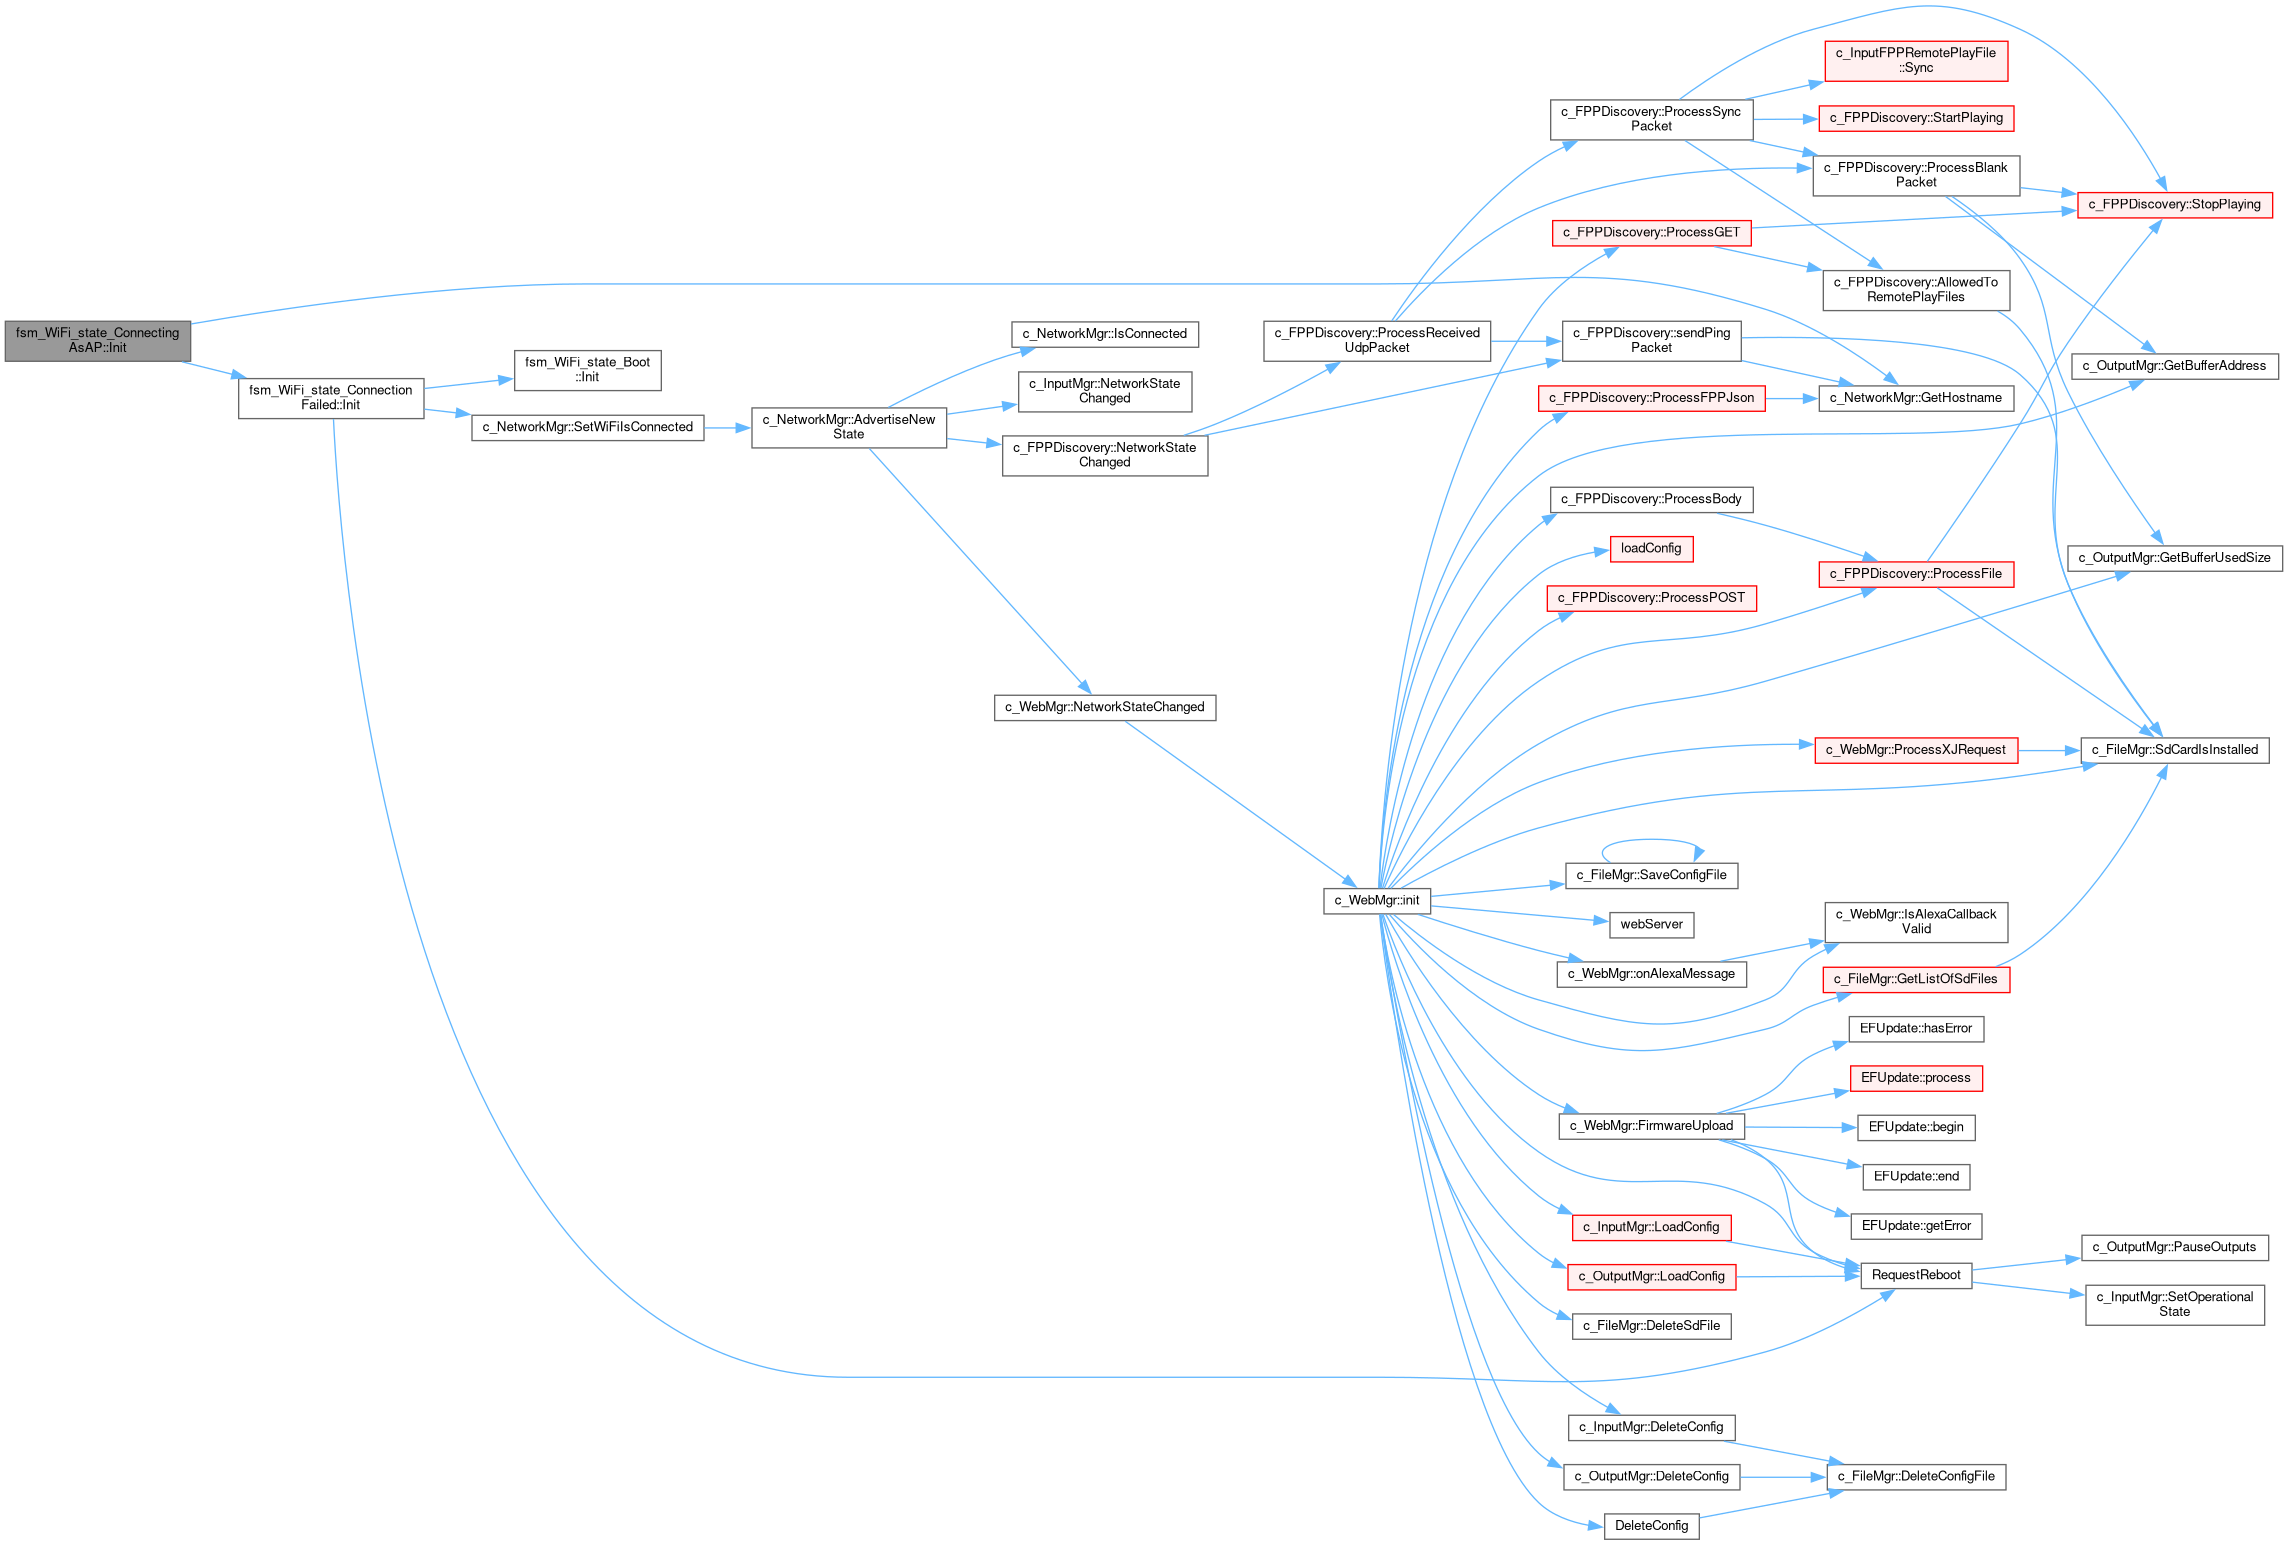 fsm_WiFi_state_Connecting
AsAP::Init
fsm_WiFi_state_Connection
Failed::Init
fsm_WiFi_state_Boot
::Init
c_NetworkMgr::SetWiFiIsConnected
c_NetworkMgr::AdvertiseNew
State
c_NetworkMgr::IsConnected
c_InputMgr::NetworkState
Changed
c_FPPDiscovery::NetworkState
Changed
c_WebMgr::NetworkStateChanged
c_FPPDiscovery::ProcessReceived
UdpPacket
c_WebMgr::init
c_FPPDiscovery::ProcessSync
Packet
c_FPPDiscovery::ProcessGET
c_FPPDiscovery::sendPing
Packet
c_FPPDiscovery::ProcessFPPJson
c_FPPDiscovery::ProcessBody
loadConfig
c_FPPDiscovery::ProcessPOST
c_FileMgr::SaveConfigFile
webServer
c_WebMgr::onAlexaMessage
c_WebMgr::FirmwareUpload
c_InputMgr::LoadConfig
c_OutputMgr::LoadConfig
c_FileMgr::DeleteSdFile
c_InputMgr::DeleteConfig
c_OutputMgr::DeleteConfig
DeleteConfig
c_InputFPPRemotePlayFile
::Sync
c_FPPDiscovery::StartPlaying
c_FPPDiscovery::ProcessBlank
Packet
c_FPPDiscovery::AllowedTo
RemotePlayFiles
c_NetworkMgr::GetHostname
c_FPPDiscovery::ProcessFile
c_WebMgr::ProcessXJRequest
c_WebMgr::IsAlexaCallback
Valid
c_FileMgr::GetListOfSdFiles
EFUpdate::hasError
EFUpdate::process
EFUpdate::begin
EFUpdate::end
EFUpdate::getError
RequestReboot
c_FileMgr::DeleteConfigFile
c_FPPDiscovery::StopPlaying
c_OutputMgr::GetBufferAddress
c_OutputMgr::GetBufferUsedSize
c_FileMgr::SdCardIsInstalled
c_OutputMgr::PauseOutputs
c_InputMgr::SetOperational
State